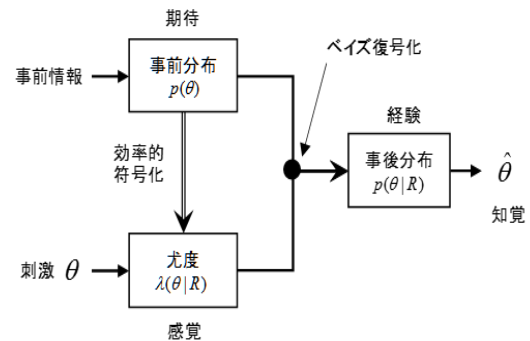 期待
ベイズ復号化
事前情報
事前分布
p(θ)
経験
効率的
符号化
事後分布
p(θ|R)
θ̂
知覚
刺激 θ
尤度
λ(θ|R)
感覚